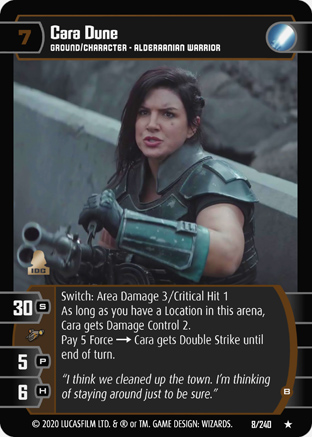 7
Cara Dune
GROUND/CHARACTER - ALDERAANIAN WARRIOR
100
30 S
5 P
6 H
Switch: Area Damage 3/Critical Hit 1
As long as you have a Location in this arena,
Cara gets Damage Control 2.
Pay 5 Force → Cara gets Double Strike until
end of turn.
“I think we cleaned up the town. I’m thinking
of staying around just to be sure.”
B
© 2020 LUCASFILM LTD. & ® or TM. GAME DESIGN: WIZARDS. 8/240 ★